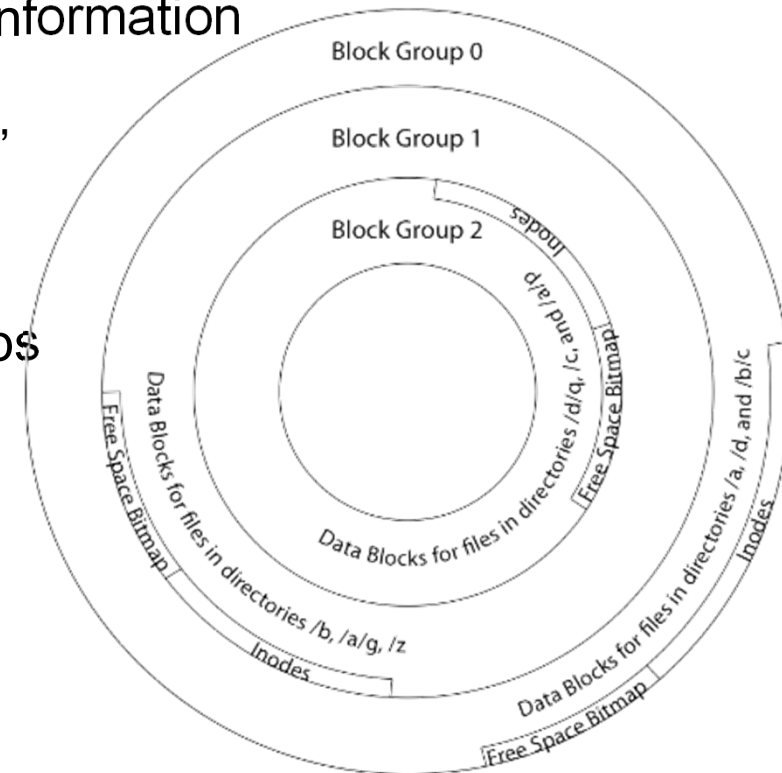 nformation
,
os
Block Group 0
Block Group 1
Block Group 2
Inodes
Free Space Bitmap
Data Blocks for files in directories /d/q, /c, and /a/p
Free Space Bitmap
Inodes
Data Blocks for files in directories /b, /a/g, /z
Inodes
Free Space Bitmap
Data Blocks for files in directories /a, /d, and /b/c